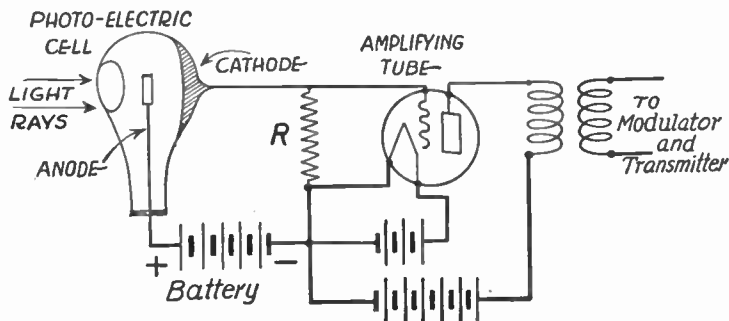 PHOTO-ELECTRIC
CELL
CATHODE
AMPLIFYING
TUBE
LIGHT
RAYS
ANODE
R
TO
Modulator
and
Transmitter
+
−
Battery